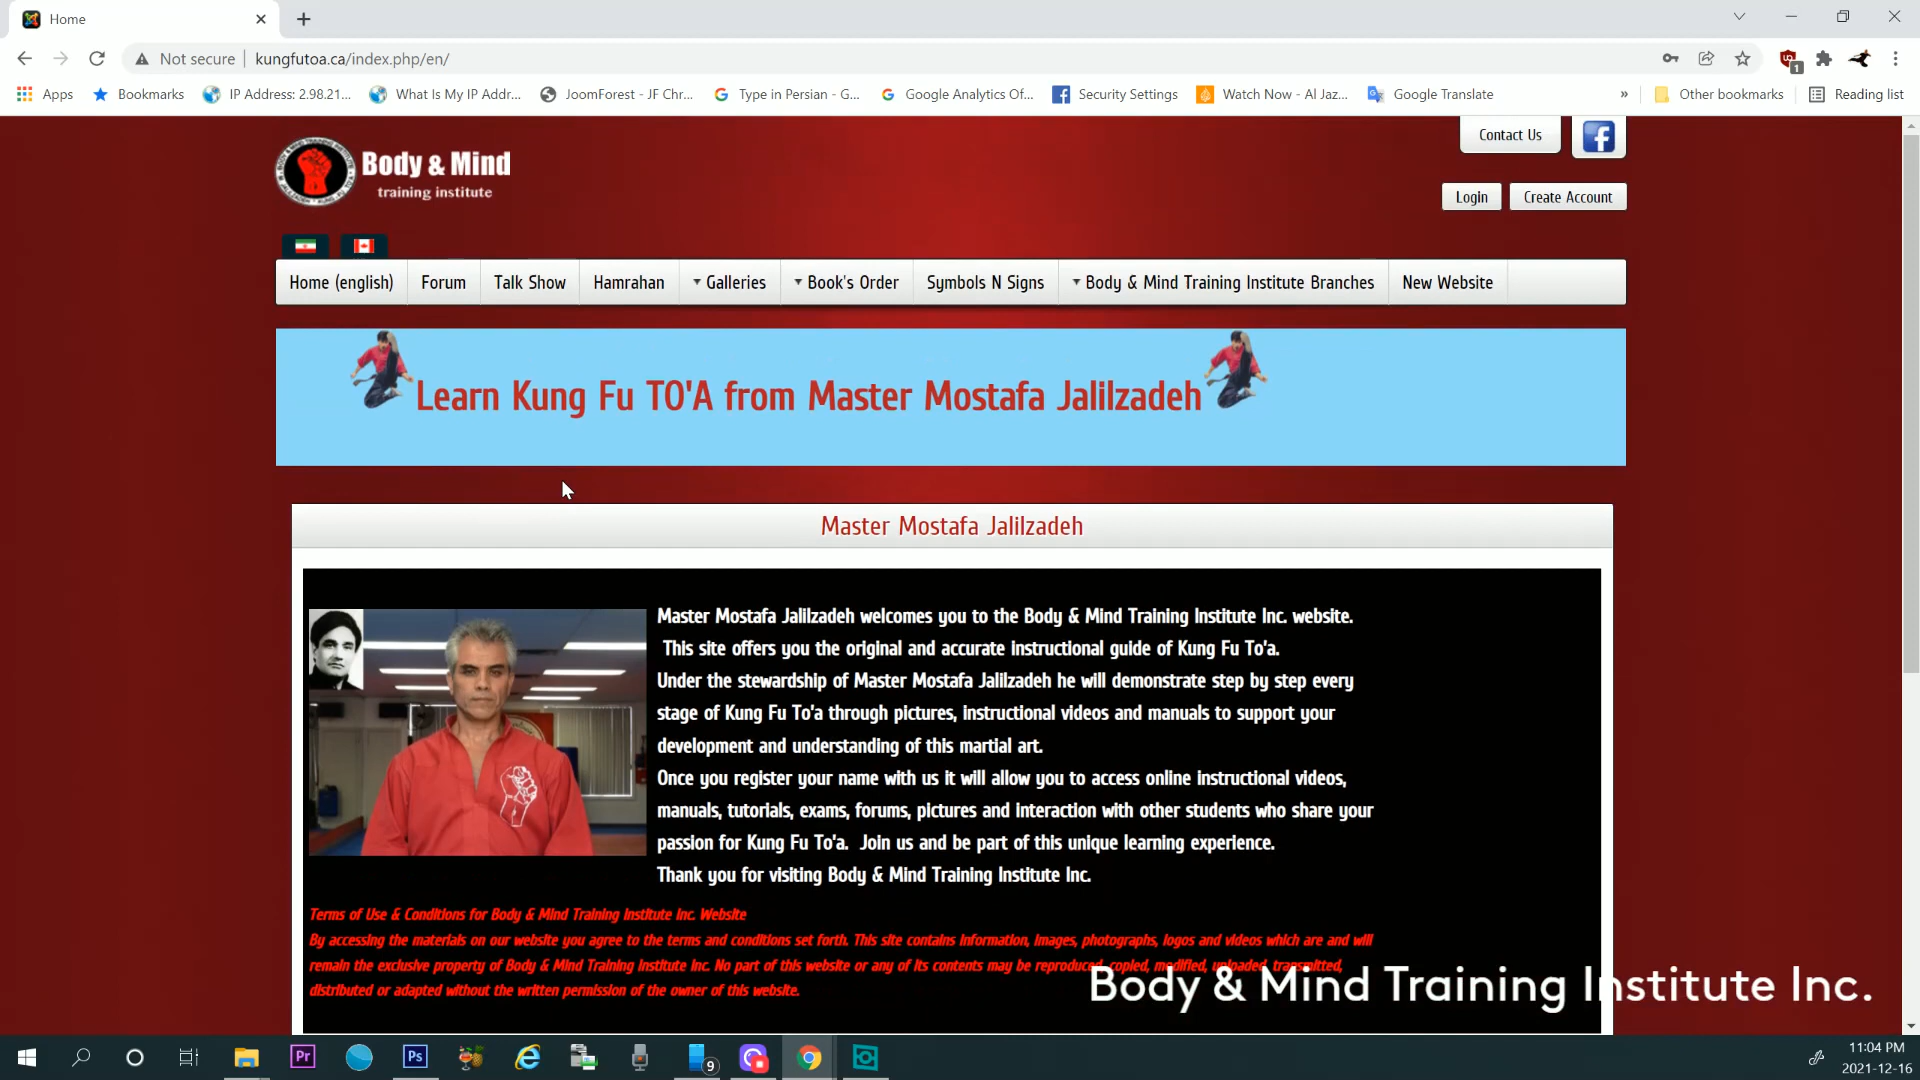 Home
Not secure
kungfutoa.ca/index.php/en/
1
Apps
Bookmarks
IP Address: 2.98.21...
What Is My IP Addr...
JoomForest - JF Chr...
Type in Persian - G...
Google Analytics Of...
Security Settings
Watch Now - Al Jaz...
Google Translate
»
Other bookmarks
Reading list
Contact Us
Body & Mind
training institute
Login
Create Account
Home (english)
Forum
Talk Show
Hamrahan
Galleries
Book's Order
Symbols N Signs
Body & Mind Training Institute Branches
New Website
Learn Kung Fu TO'A from Master Mostafa Jalilzadeh
Master Mostafa Jalilzadeh
Master Mostafa Jalilzadeh welcomes you to the Body & Mind Training Institute Inc. website.
This site offers you the original and accurate instructional guide of Kung Fu To'a.
Under the stewardship of Master Mostafa Jalilzadeh he will demonstrate step by step every
stage of Kung Fu To'a through pictures, instructional videos and manuals to support your
development and understanding of this martial art.
Once you register your name with us it will allow you to access online instructional videos,
manuals, tutorials, exams, forums, pictures and interaction with other students who share your
passion for Kung Fu To'a. Join us and be part of this unique learning experience.
Thank you for visiting Body & Mind Training Institute Inc.
Terms of Use & Conditions for Body & Mind Training Institute Inc. Website
By accessing the materials on our website you agree to the terms and conditions set forth. This site contains information, images, photographs, logos and videos which are and will
remain the exclusive property of Body & Mind Training Institute Inc. No part of this website or any of its contents may be reproduced, copied, modified, uploaded, transmitted,
distributed or adapted without the written permission of the owner of this website.
Body & Mind Training Institute Inc.
Pr
Ps
9
11:04 PM
2021-12-16